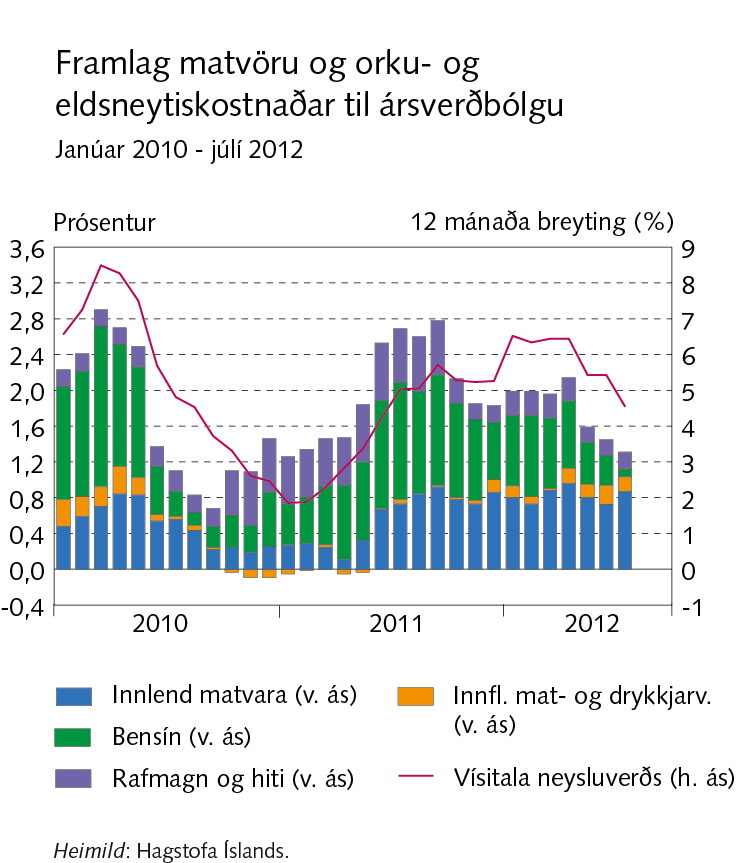 Framlag matvöru og orku- og
eldsneytiskostnaðar til ársverðbólgu
Janúar 2010 - júlí 2012
Prósentur
12 mánaða breyting (%)
3,6
3,2
2,8
2,4
2,0
1,6
1,2
0,8
0,4
0,0
-0,4
9
8
7
6
5
4
3
2
1
0
-1
2010
2011
2012
Innlend matvara (v. ás)
Bensín (v. ás)
Rafmagn og hiti (v. ás)
Innfl. mat- og drykkjarv.
(v. ás)
Vísitala neysluverðs (h. ás)
Heimild: Hagstofa Íslands.